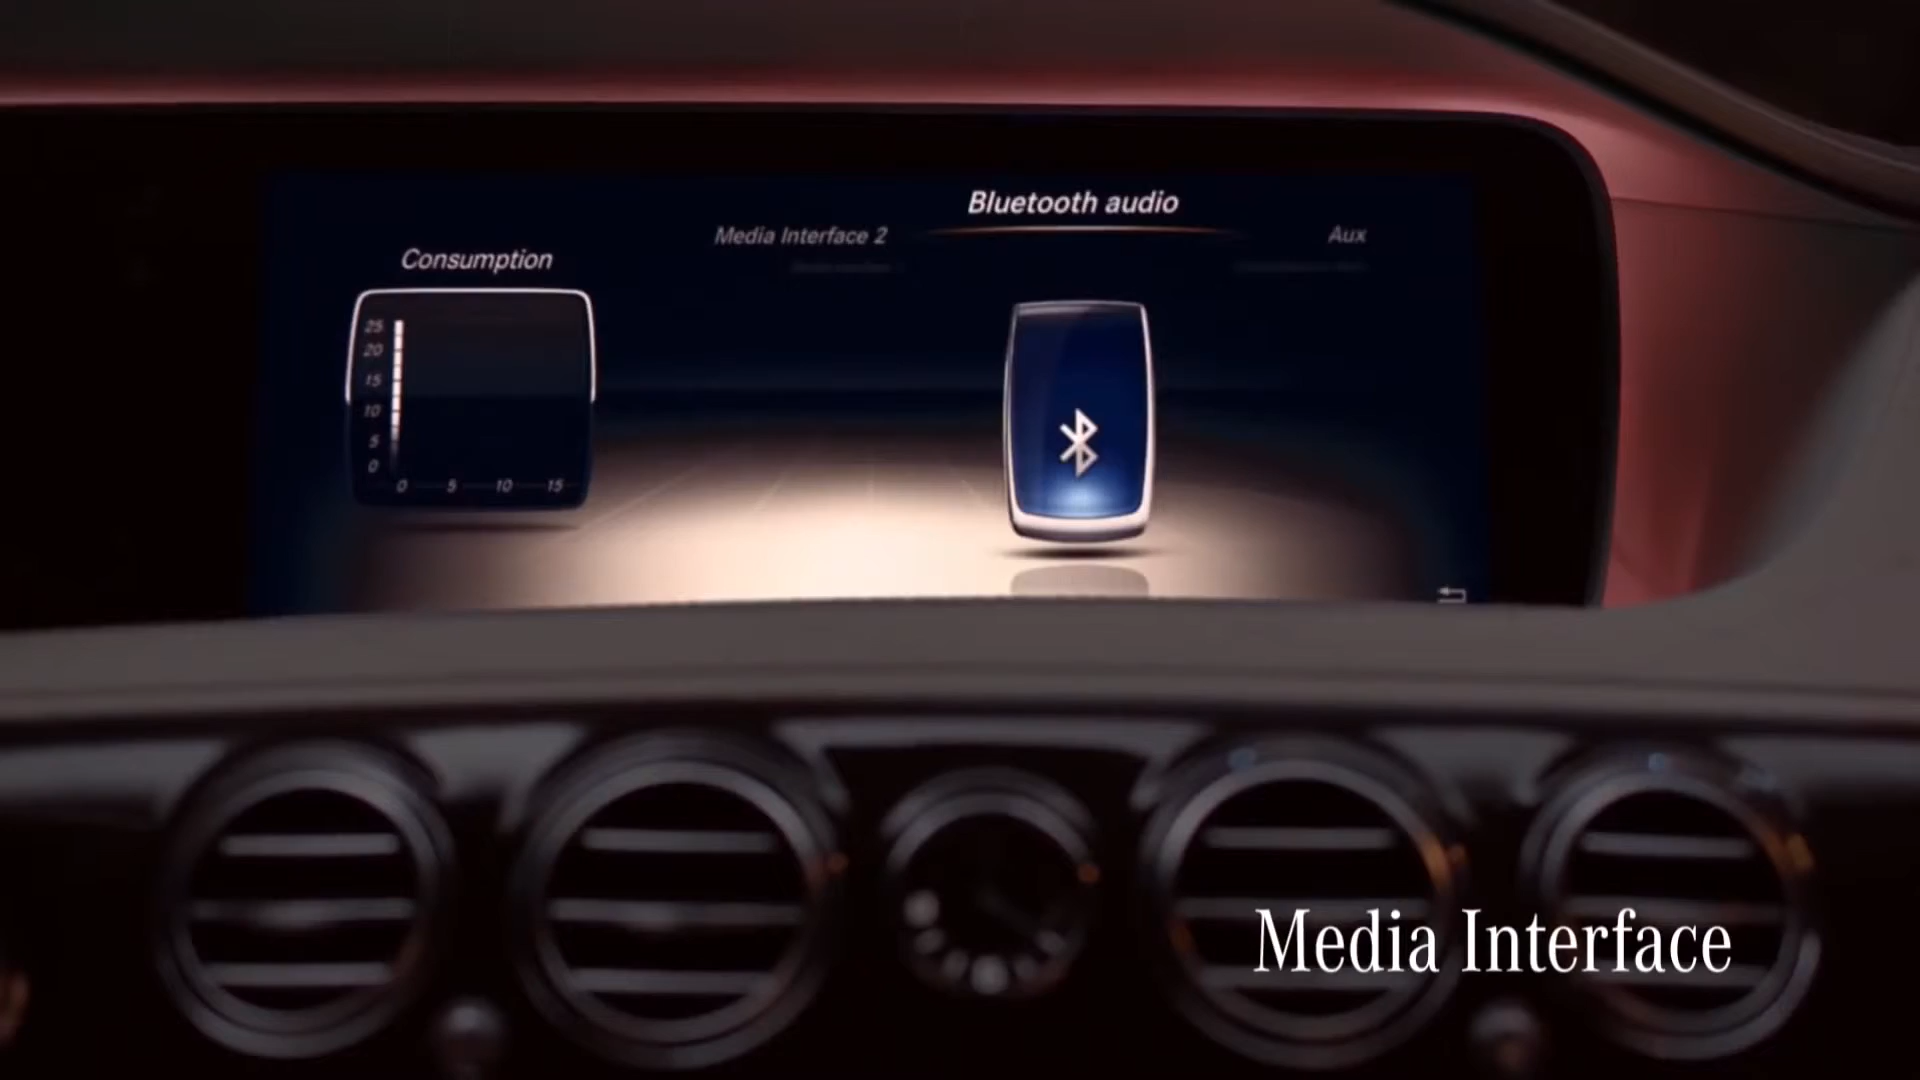 Bluetooth audio
Media Interface 2
Aux
Consumption
25
20
15
10
5
0
0 5 10 15
Media Interface